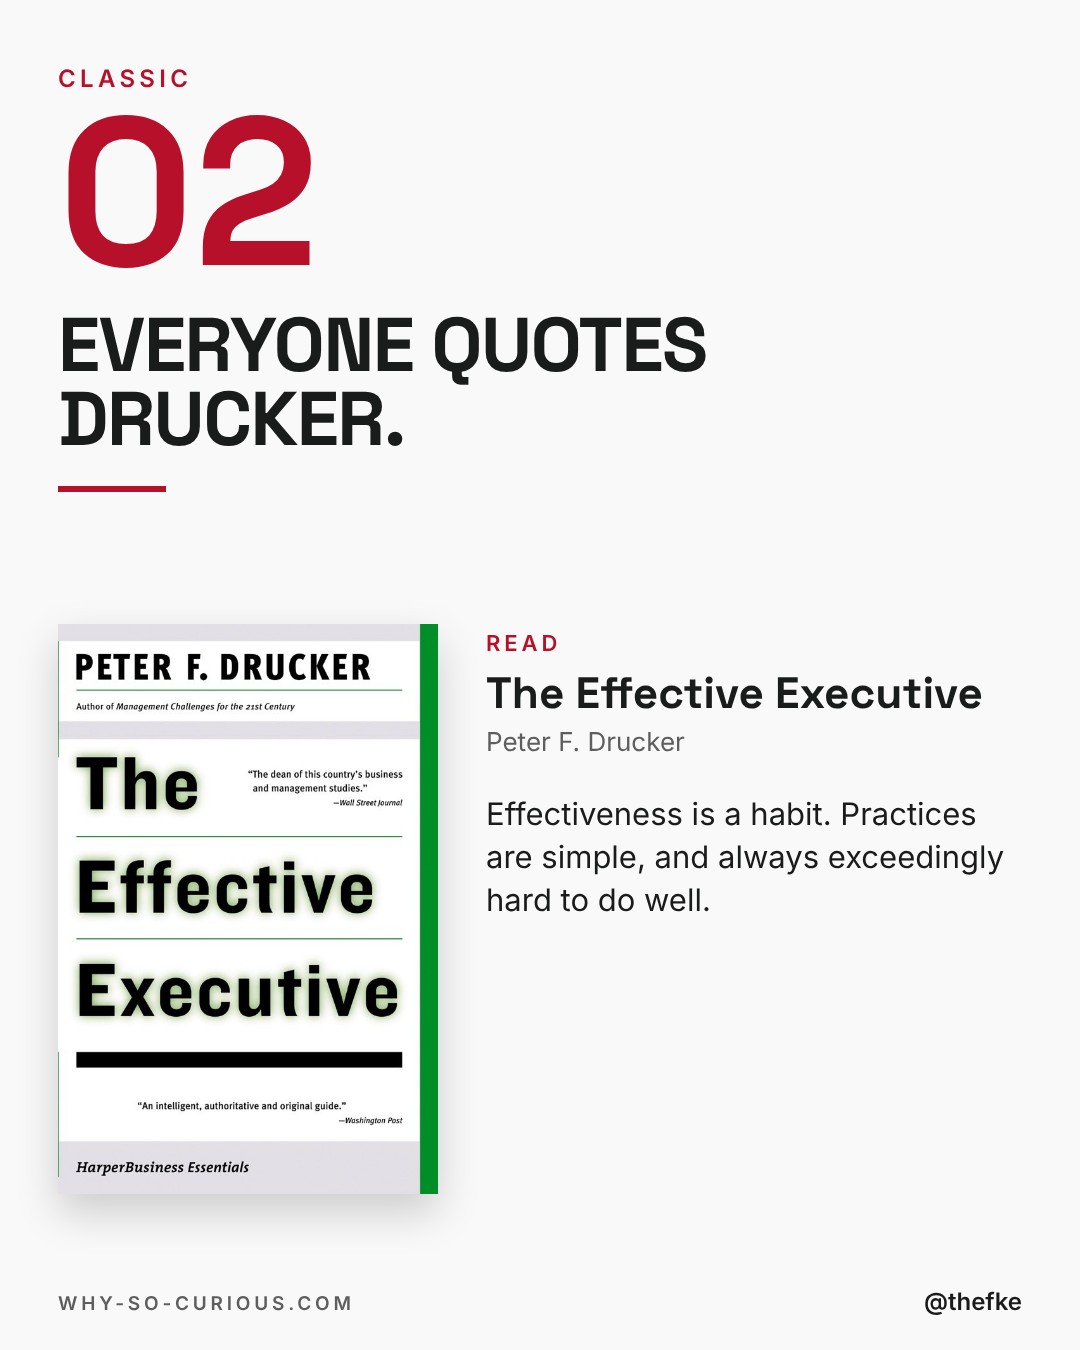 CLASSIC
02
EVERYONE QUOTES
DRUCKER.
PETER F. DRUCKER
Author of Management Challenges for the 21st Century
The
“The dean of this country’s business
and management studies.”
—Wall Street Journal
Effective
Executive
“An intelligent, authoritative and original guide.”
—Washington Post
HarperBusiness Essentials
READ
The Effective Executive
Peter F. Drucker
Effectiveness is a habit. Practices
are simple, and always exceedingly
hard to do well.
WHY-SO-CURIOUS.COM
@thefke